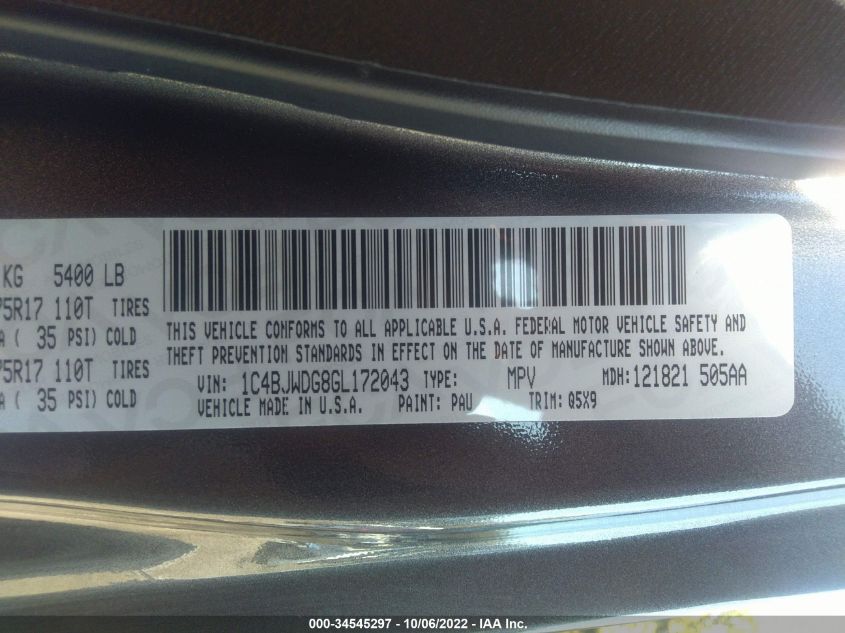 KG 5400 LB
75R17 110T TIRES
A ( 35 PSI) COLD
75R17 110T TIRES
A ( 35 PSI) COLD
THIS VEHICLE CONFORMS TO ALL APPLICABLE U.S.A. FEDERAL MOTOR VEHICLE SAFETY AND
THEFT PREVENTION STANDARDS IN EFFECT ON THE DATE OF MANUFACTURE SHOWN ABOVE.
VIN: 1C4BJWDG8GL172043 TYPE: MPV MDH:121821 505AA
VEHICLE MADE IN U.S.A. PAINT: PAU TRIM: Q5X9
000-34545297 - 10/06/2022 - IAA Inc.